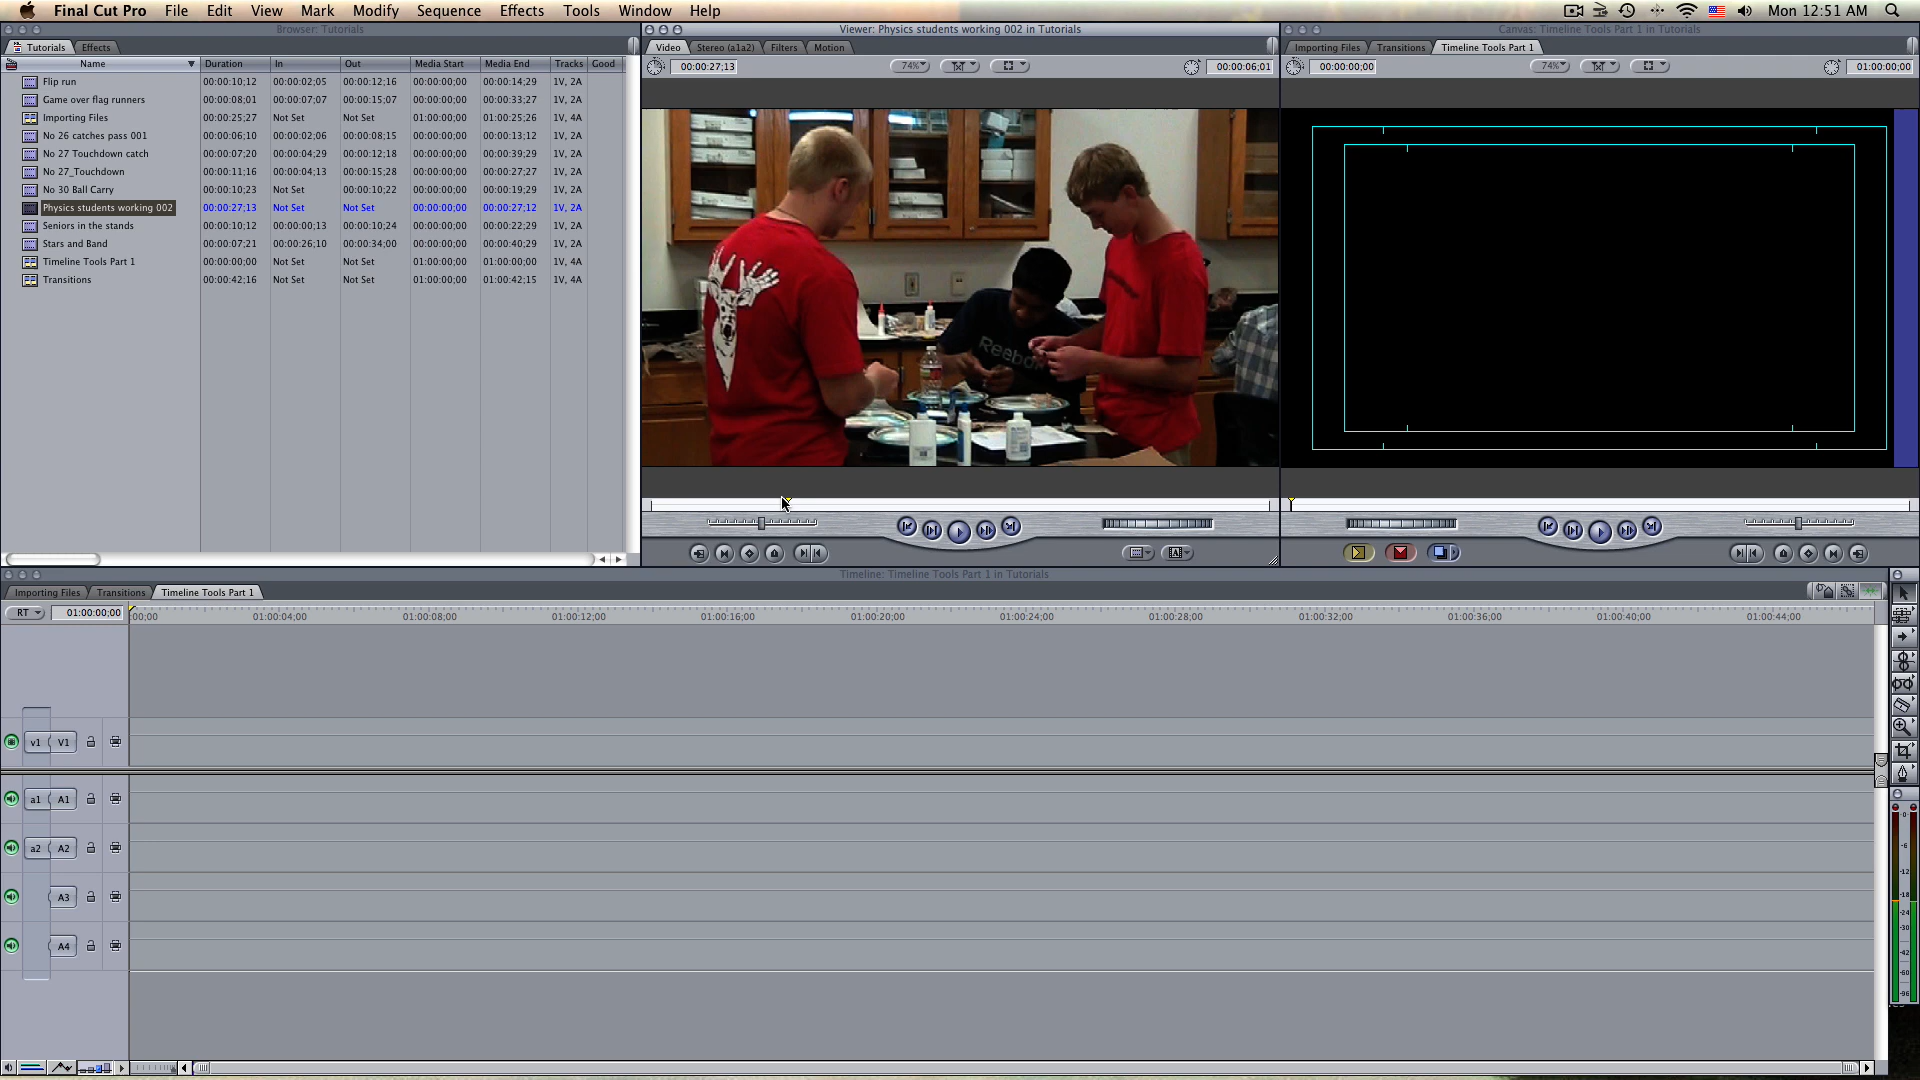 Final Cut Pro File Edit View Mark Modify Sequence Effects Tools Window Help Mon 12:51 AM
Browser: Tutorials
Tutorials Effects
Name Duration In Out Media Start Media End Tracks Good
Flip run 00:00:10;12 00:00:02;05 00:00:12;16 00:00:00;00 00:00:14;29 1V, 2A
Game over flag runners 00:00:08;01 00:00:07;07 00:00:15;07 00:00:00;00 00:00:33;27 1V, 2A
Importing Files 00:00:25;27 Not Set Not Set 01:00:00;00 01:00:25;26 1V, 4A
No 26 catches pass 001 00:00:06;10 00:00:02;06 00:00:08;15 00:00:00;00 00:00:13;12 1V, 2A
No 27 Touchdown catch 00:00:07;20 00:00:04;29 00:00:12;18 00:00:00;00 00:00:39;29 1V, 2A
No 27_Touchdown 00:00:11;16 00:00:04;13 00:00:15;28 00:00:00;00 00:00:27;27 1V, 2A
No 30 Ball Carry 00:00:10;23 Not Set 00:00:10;22 00:00:00;00 00:00:19;29 1V, 2A
Physics students working 002 00:00:27;13 Not Set Not Set 00:00:00;00 00:00:27;12 1V, 2A
Seniors in the stands 00:00:10;12 00:00:00;13 00:00:10;24 00:00:00;00 00:00:22;29 1V, 2A
Stars and Band 00:00:07;21 00:00:26;10 00:00:34;00 00:00:00;00 00:00:40;29 1V, 2A
Timeline Tools Part 1 00:00:00;00 Not Set Not Set 01:00:00;00 01:00:00;00 1V, 4A
Transitions 00:00:42;16 Not Set Not Set 01:00:00;00 01:00:42;15 1V, 4A
Viewer: Physics students working 002 in Tutorials
Video Stereo (a1a2) Filters Motion
00:00:27;13 74% 00:00:06;01
Reebok
Canvas: Timeline Tools Part 1 in Tutorials
Importing Files Transitions Timeline Tools Part 1
00:00:00;00 74% 01:00:00;00
Timeline: Timeline Tools Part 1 in Tutorials
Importing Files Transitions Timeline Tools Part 1
RT 01:00:00;00 :00;00 01:00:04;00 01:00:08;00 01:00:12;00 01:00:16;00 01:00:20;00 01:00:24;00 01:00:28;00 01:00:32;00 01:00:36;00 01:00:40;00 01:00:44;00
v1 V1
a1 A1
a2 A2
A3
A4
-0
-6
-12
-18
-24
-30
-42
-60
-96